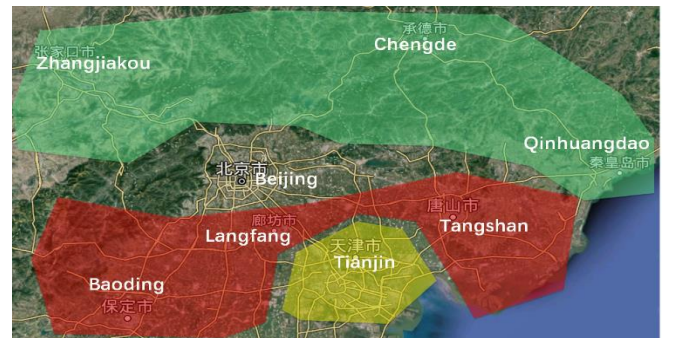 承德市
Chengde
张家口市
Zhangjiakou
Qinhuangdao
秦皇岛市
北京市
Beijing
唐山市
廊坊市
Tangshan
Langfang
天津市
Tianjin
Baoding
保定市